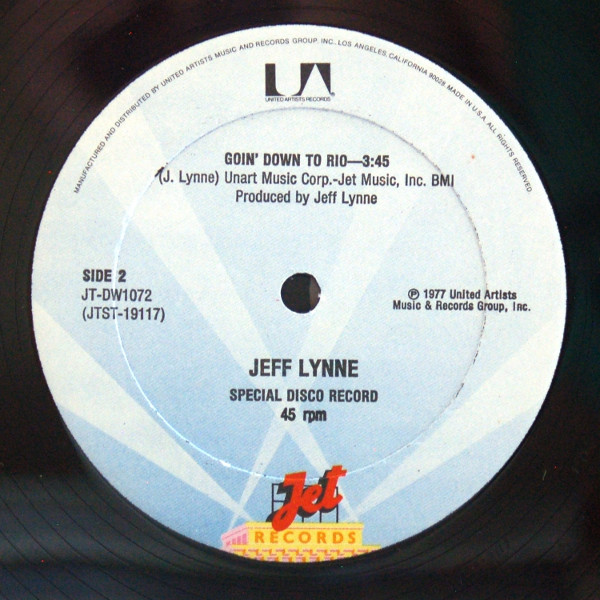 MANUFACTURED AND DISTRIBUTED BY UNITED ARTISTS MUSIC AND RECORDS GROUP, INC., LOS ANGELES, CALIFORNIA 90028. MADE IN U.S.A. ALL RIGHTS RESERVED
UA
UNITED ARTISTS RECORDS
GOIN' DOWN TO RIO—3:45
(J. Lynne) Unart Music Corp.-Jet Music, Inc. BMI
Produced by Jeff Lynne
SIDE 2
JT-DW1072
(JTST-19117)
℗ 1977 United Artists
Music & Records Group, Inc.
JEFF LYNNE
SPECIAL DISCO RECORD
45 rpm
Jet
RECORDS